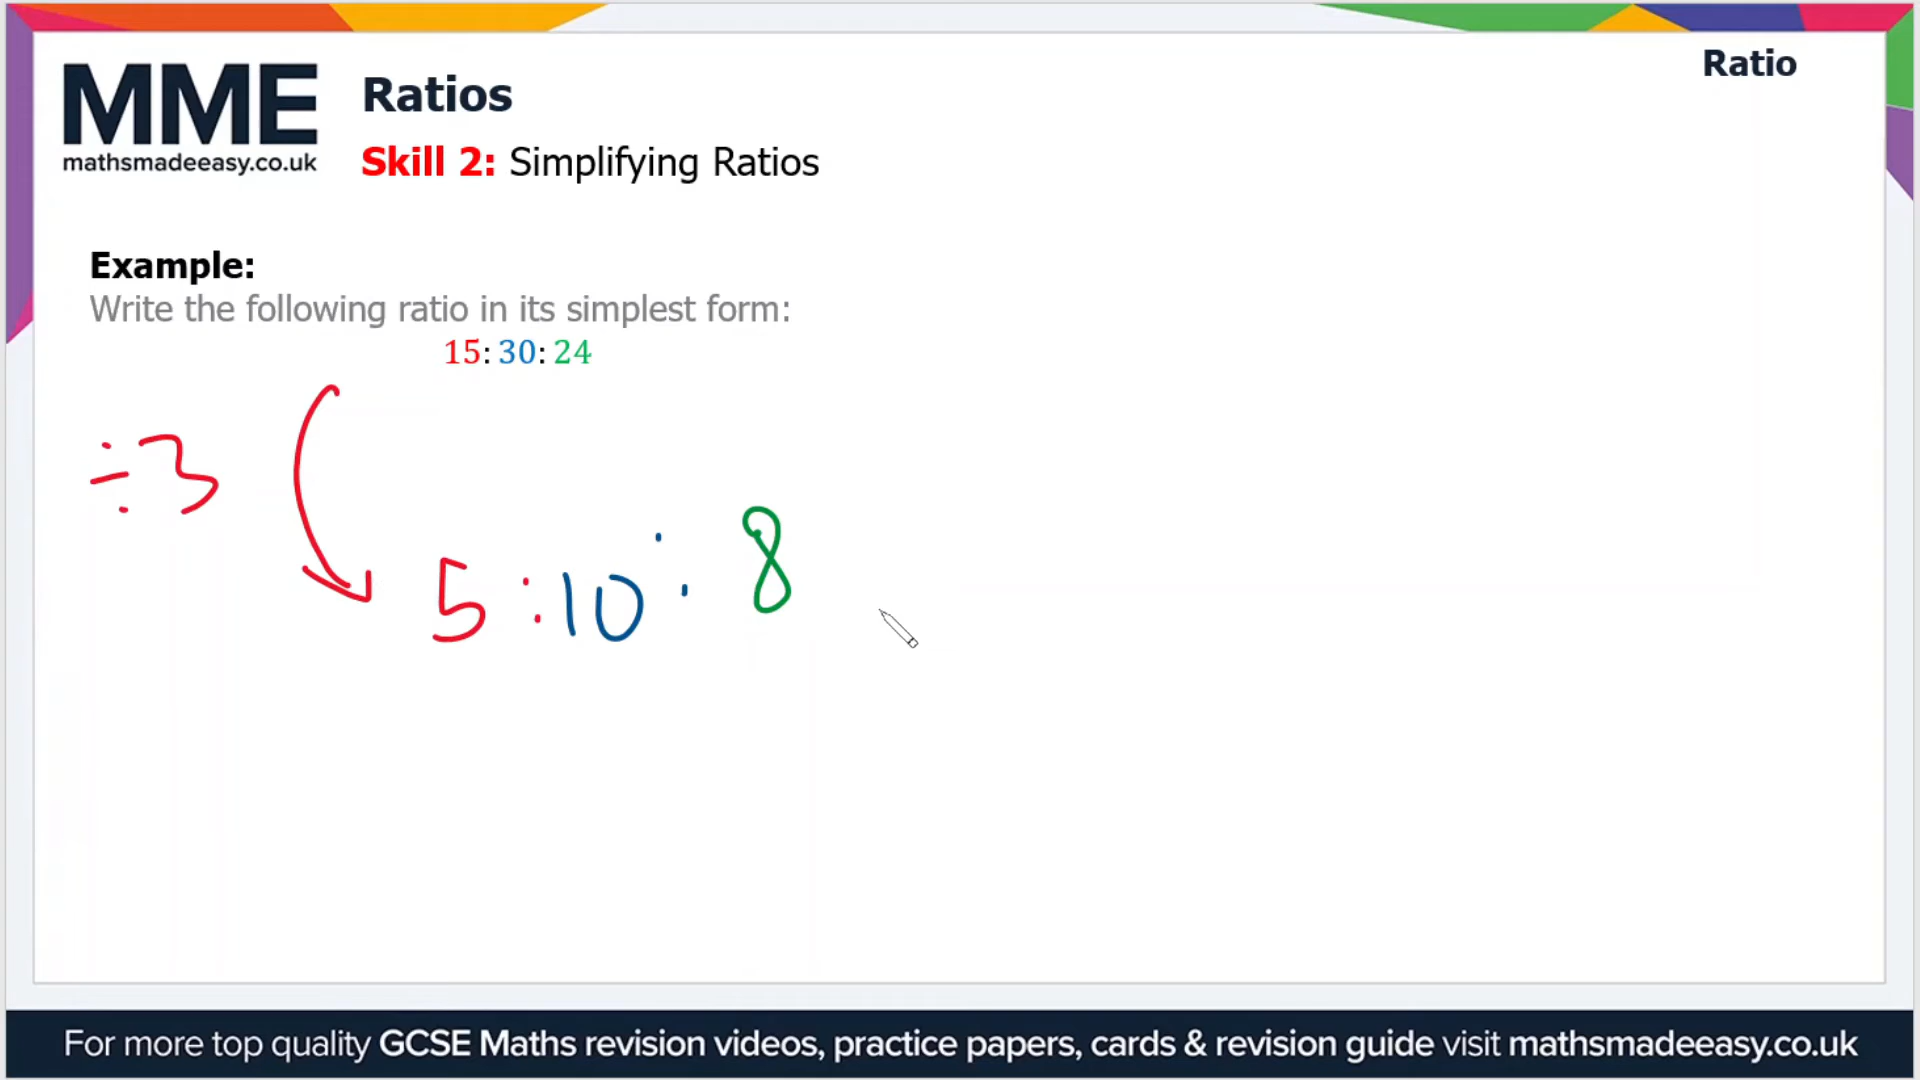 Ratio
MME
mathsmadeeasy.co.uk
Ratios
Skill 2: Simplifying Ratios
Example:
Write the following ratio in its simplest form:
15: 30: 24
÷3
5 : 10 : 8
For more top quality GCSE Maths revision videos, practice papers, cards & revision guide visit mathsmadeeasy.co.uk